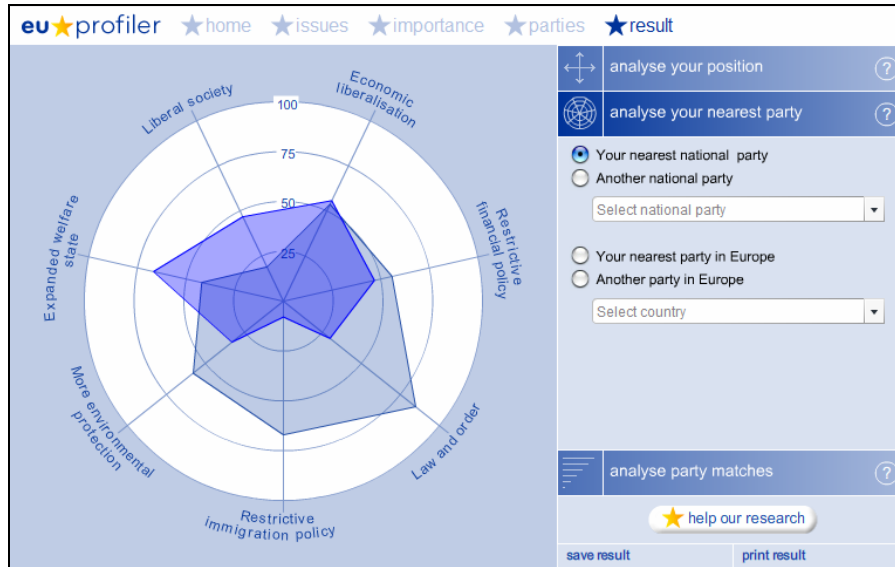 eu profiler
home
issues
importance
parties
result
Liberal society
Economic
liberalisation
100
75
50
25
Restrictive
financial policy
Law and order
Restrictive
immigration policy
More environmental
protection
Expanded welfare
state
analyse your position
?
analyse your nearest party
?
Your nearest national party
Another national party
Select national party
Your nearest party in Europe
Another party in Europe
Select country
analyse party matches
?
help our research
save result
print result